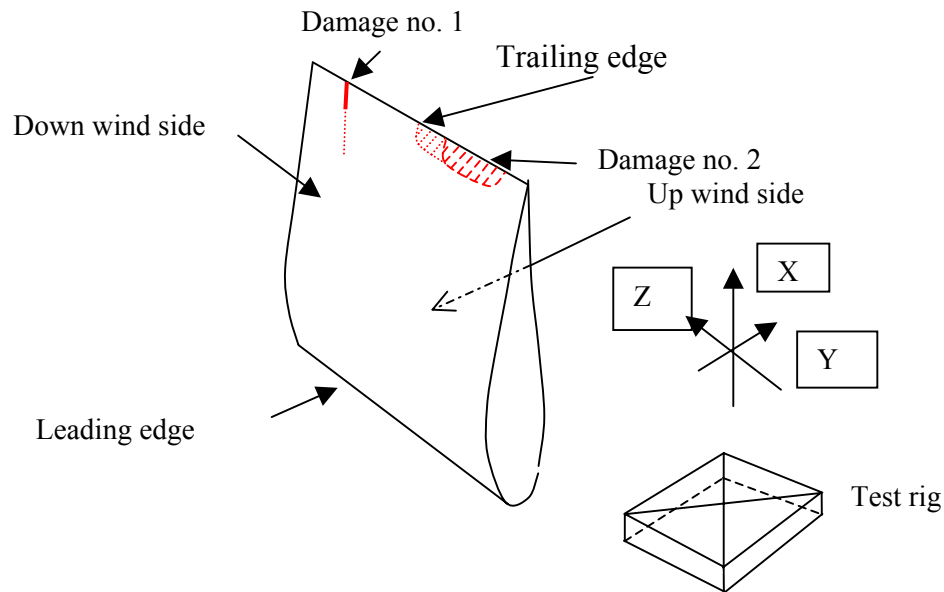 Damage no. 1
Trailing edge
Down wind side
Damage no. 2
Up wind side
X
Z
Y
Leading edge
Test rig